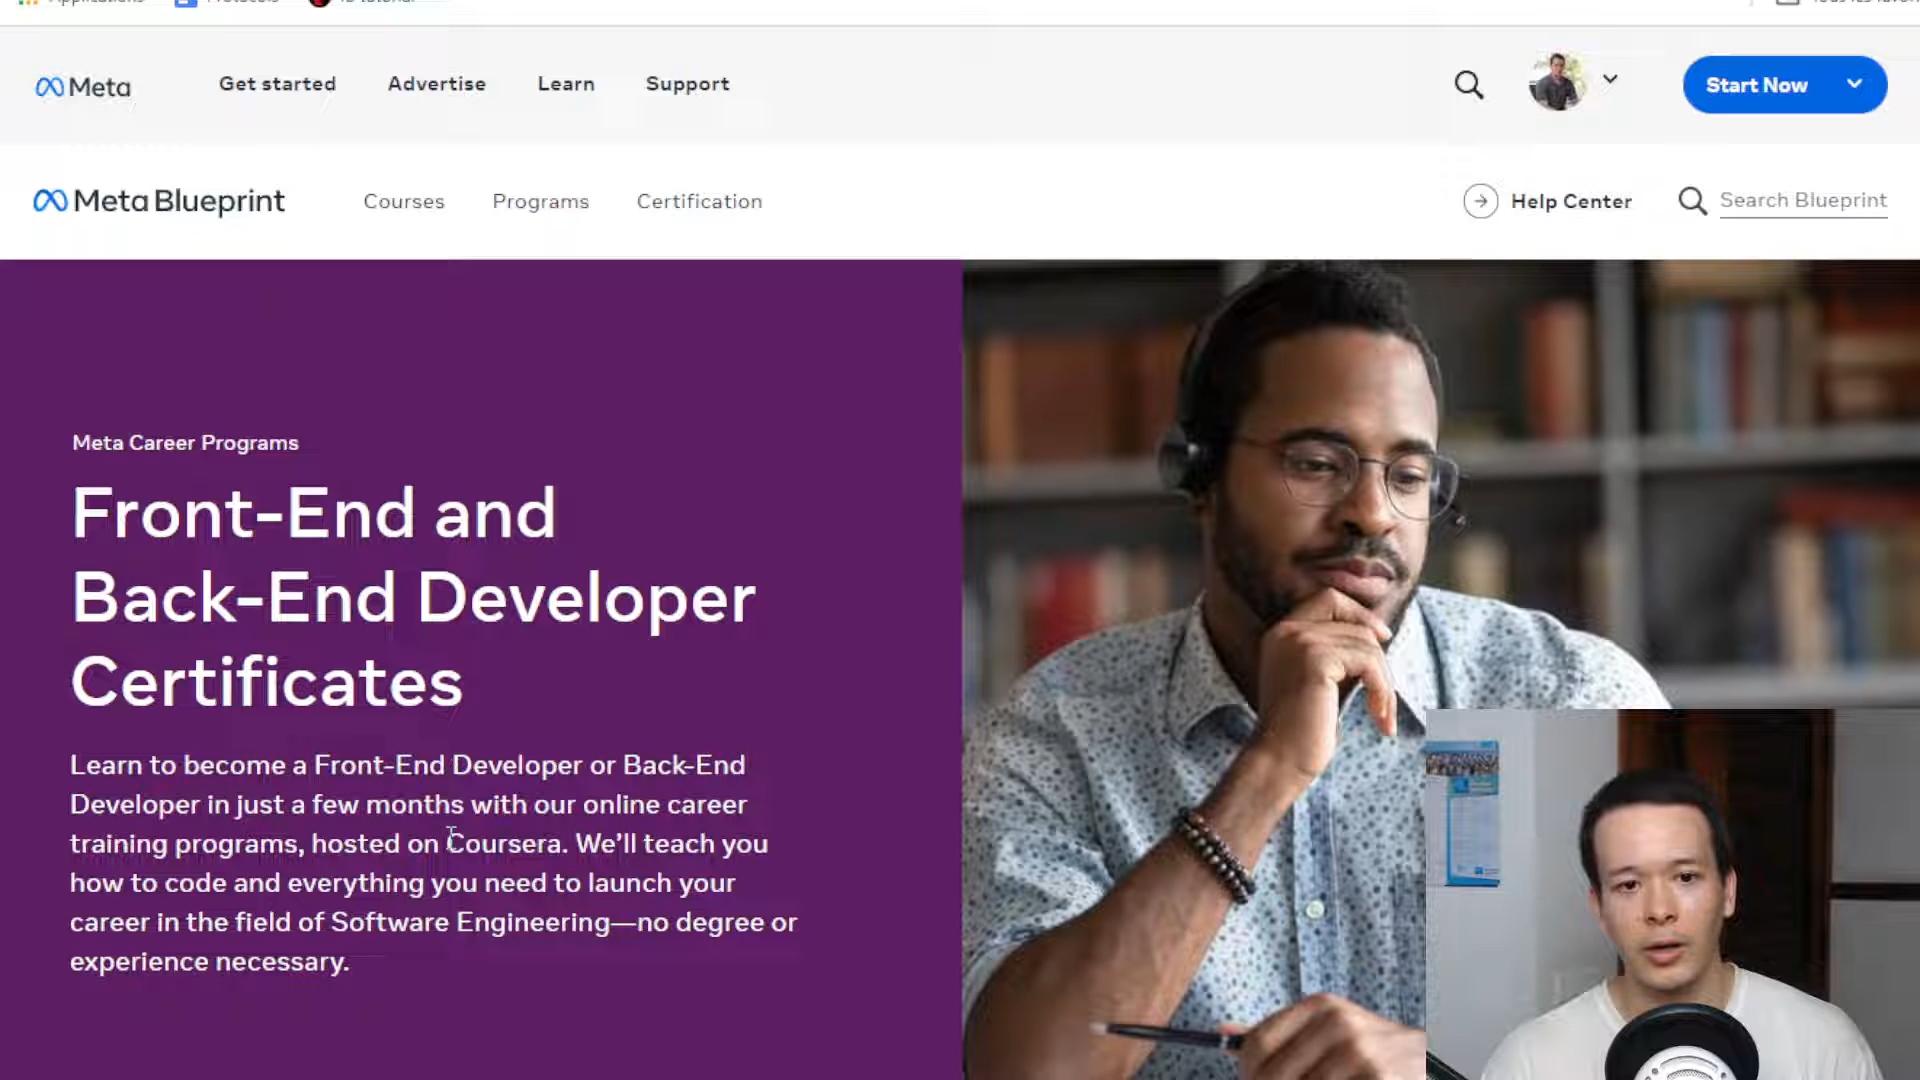 Meta
Get started
Advertise
Learn
Support
Start Now
Meta Blueprint
Courses
Programs
Certification
Help Center
Search Blueprint
Meta Career Programs
Front-End and
Back-End Developer
Certificates
Learn to become a Front-End Developer or Back-End
Developer in just a few months with our online career
training programs, hosted on Coursera. We’ll teach you
how to code and everything you need to launch your
career in the field of Software Engineering—no degree or
experience necessary.